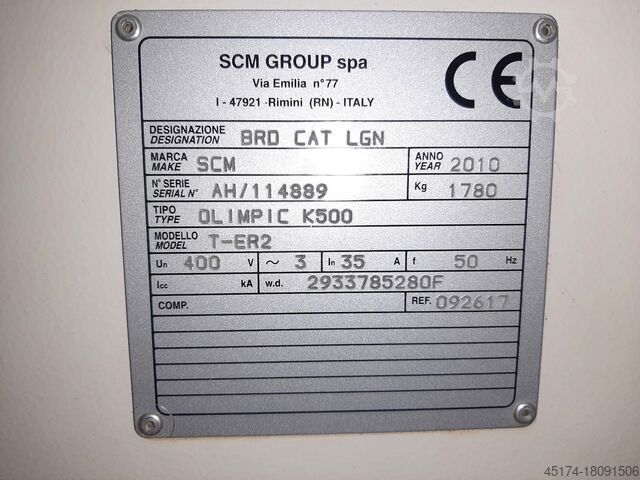 SCM GROUP spa
Via Emilia n°77
I - 47921 - Rimini (RN) - ITALY
CE
DESIGNAZIONE
DESIGNATION BRD CAT LGN
MARCA
MAKE SCM ANNO
YEAR 2010
N° SERIE
SERIAL N° AH/114889 Kg 1780
TIPO
TYPE OLIMPIC K500
MODELLO
MODEL T-ER2
Un 400 V ~ 3 In 35 A f 50 Hz
Icc kA w.d. 2933785280F
COMP. REF. 092617
45174-18091506